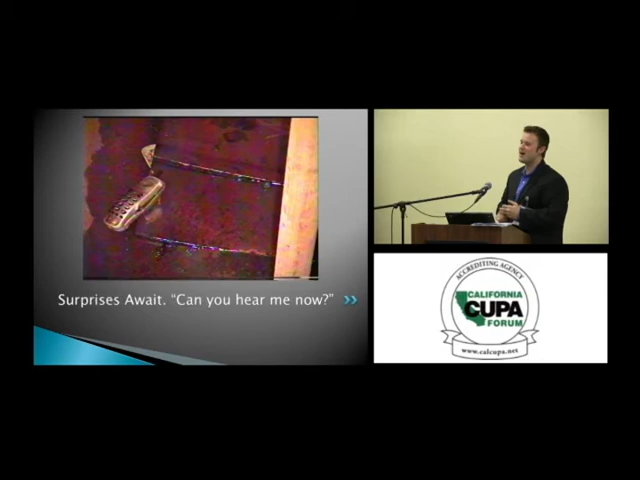 Surprises Await. “Can you hear me now?”
ACCREDITING AGENCY
CALIFORNIA
CUPA
FORUM
www.calcupa.net